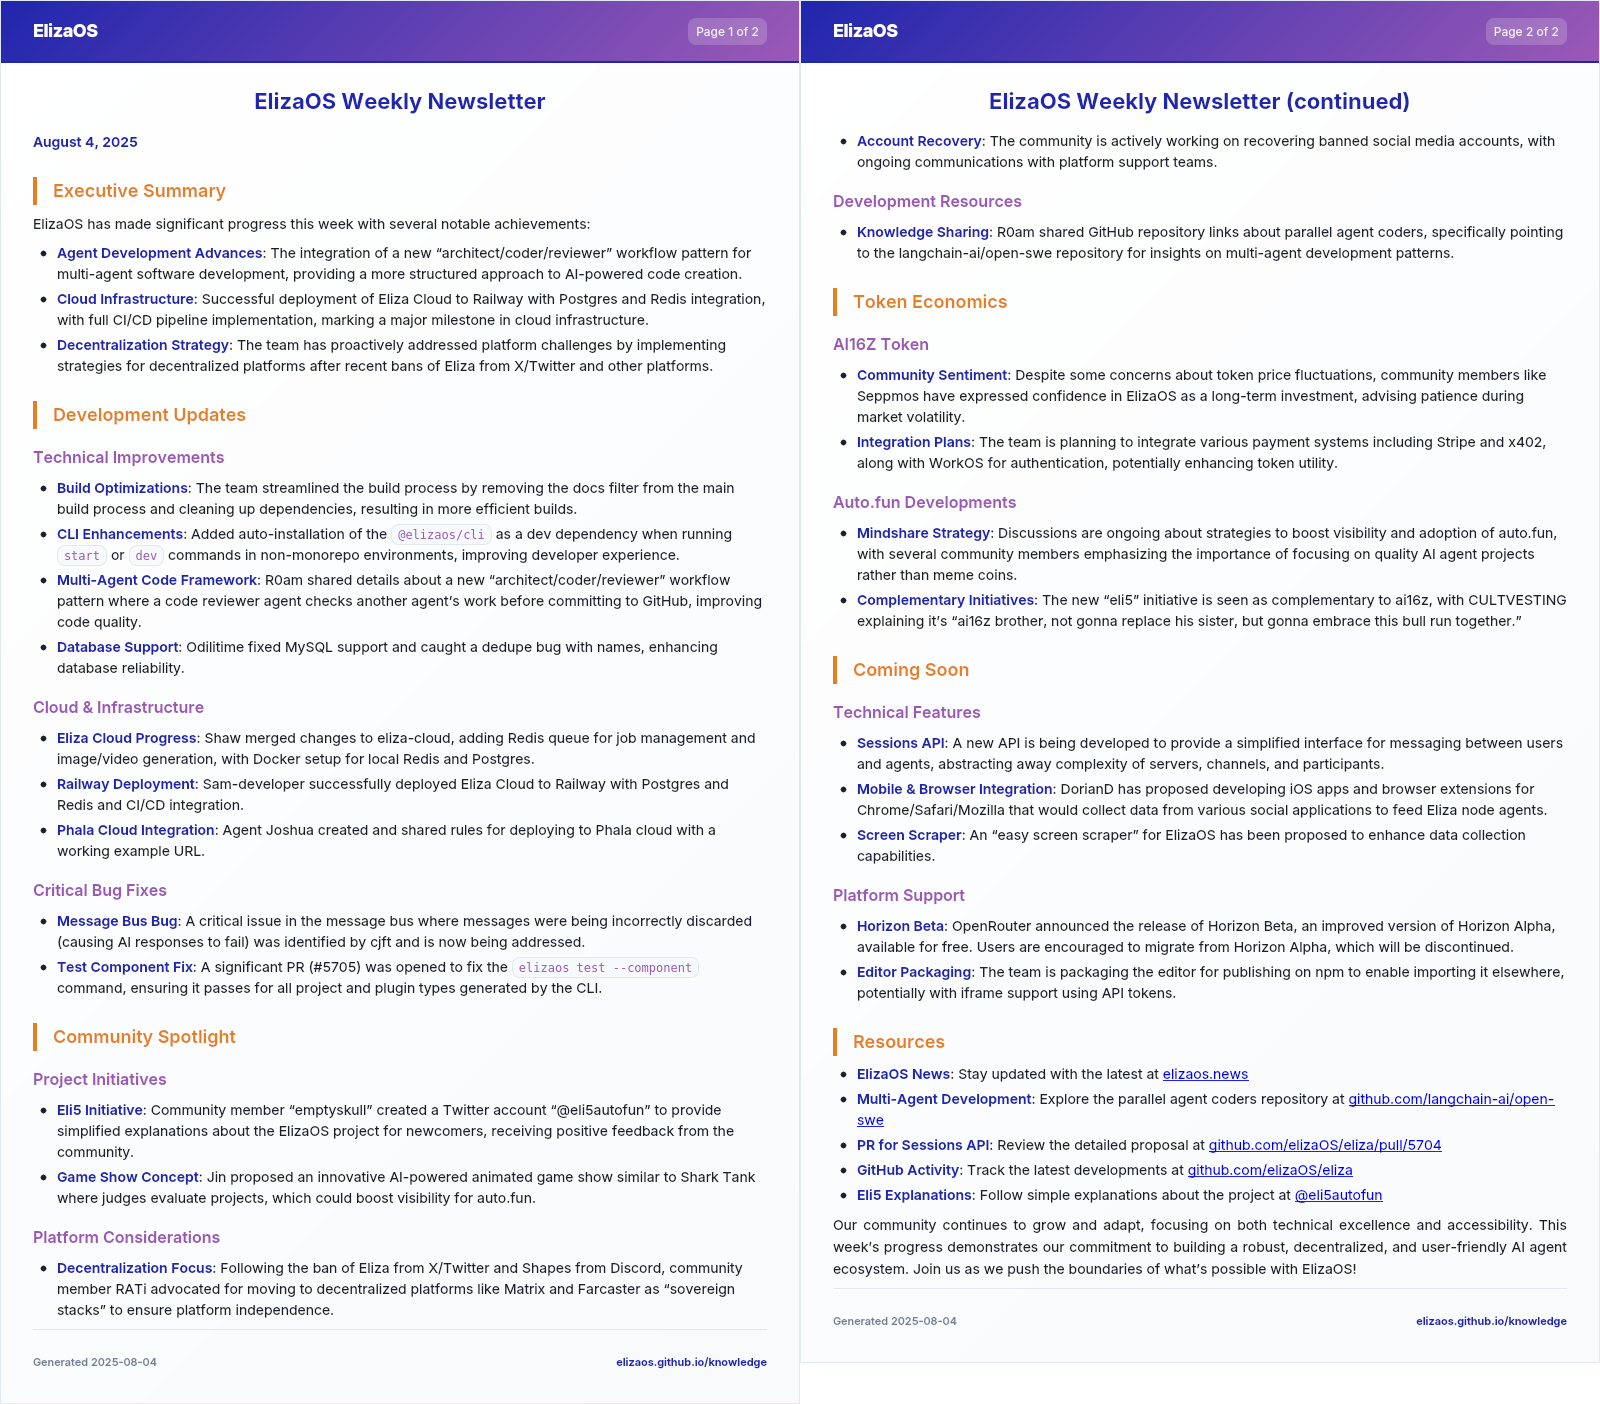 ElizaOS
Page 1 of 2
ElizaOS Weekly Newsletter
August 4, 2025
Executive Summary
ElizaOS has made significant progress this week with several notable achievements:
• Agent Development Advances: The integration of a new “architect/coder/reviewer” workflow pattern for
multi-agent software development, providing a more structured approach to AI-powered code creation.
• Cloud Infrastructure: Successful deployment of Eliza Cloud to Railway with Postgres and Redis integration,
with full CI/CD pipeline implementation, marking a major milestone in cloud infrastructure.
• Decentralization Strategy: The team has proactively addressed platform challenges by implementing
strategies for decentralized platforms after recent bans of Eliza from X/Twitter and other platforms.
Development Updates
Technical Improvements
• Build Optimizations: The team streamlined the build process by removing the docs filter from the main
build process and cleaning up dependencies, resulting in more efficient builds.
• CLI Enhancements: Added auto-installation of the @elizaos/cli as a dev dependency when running
start or dev commands in non-monorepo environments, improving developer experience.
• Multi-Agent Code Framework: R0am shared details about a new “architect/coder/reviewer” workflow
pattern where a code reviewer agent checks another agent’s work before committing to GitHub, improving
code quality.
• Database Support: Odilitime fixed MySQL support and caught a dedupe bug with names, enhancing
database reliability.
Cloud & Infrastructure
• Eliza Cloud Progress: Shaw merged changes to eliza-cloud, adding Redis queue for job management and
image/video generation, with Docker setup for local Redis and Postgres.
• Railway Deployment: Sam-developer successfully deployed Eliza Cloud to Railway with Postgres and
Redis and CI/CD integration.
• Phala Cloud Integration: Agent Joshua created and shared rules for deploying to Phala cloud with a
working example URL.
Critical Bug Fixes
• Message Bus Bug: A critical issue in the message bus where messages were being incorrectly discarded
(causing AI responses to fail) was identified by cjft and is now being addressed.
• Test Component Fix: A significant PR (#5705) was opened to fix the elizaos test --component
command, ensuring it passes for all project and plugin types generated by the CLI.
Community Spotlight
Project Initiatives
• Eli5 Initiative: Community member “emptyskull” created a Twitter account “@eli5autofun” to provide
simplified explanations about the ElizaOS project for newcomers, receiving positive feedback from the
community.
• Game Show Concept: Jin proposed an innovative AI-powered animated game show similar to Shark Tank
where judges evaluate projects, which could boost visibility for auto.fun.
Platform Considerations
• Decentralization Focus: Following the ban of Eliza from X/Twitter and Shapes from Discord, community
member RATi advocated for moving to decentralized platforms like Matrix and Farcaster as “sovereign
stacks” to ensure platform independence.
Generated 2025-08-04
elizaos.github.io/knowledge
ElizaOS
Page 2 of 2
ElizaOS Weekly Newsletter (continued)
• Account Recovery: The community is actively working on recovering banned social media accounts, with
ongoing communications with platform support teams.
Development Resources
• Knowledge Sharing: R0am shared GitHub repository links about parallel agent coders, specifically pointing
to the langchain-ai/open-swe repository for insights on multi-agent development patterns.
Token Economics
AI16Z Token
• Community Sentiment: Despite some concerns about token price fluctuations, community members like
Seppmos have expressed confidence in ElizaOS as a long-term investment, advising patience during
market volatility.
• Integration Plans: The team is planning to integrate various payment systems including Stripe and x402,
along with WorkOS for authentication, potentially enhancing token utility.
Auto.fun Developments
• Mindshare Strategy: Discussions are ongoing about strategies to boost visibility and adoption of auto.fun,
with several community members emphasizing the importance of focusing on quality AI agent projects
rather than meme coins.
• Complementary Initiatives: The new “eli5” initiative is seen as complementary to ai16z, with CULTVESTING
explaining it’s “ai16z brother, not gonna replace his sister, but gonna embrace this bull run together.”
Coming Soon
Technical Features
• Sessions API: A new API is being developed to provide a simplified interface for messaging between users
and agents, abstracting away complexity of servers, channels, and participants.
• Mobile & Browser Integration: DorianD has proposed developing iOS apps and browser extensions for
Chrome/Safari/Mozilla that would collect data from various social applications to feed Eliza node agents.
• Screen Scraper: An “easy screen scraper” for ElizaOS has been proposed to enhance data collection
capabilities.
Platform Support
• Horizon Beta: OpenRouter announced the release of Horizon Beta, an improved version of Horizon Alpha,
available for free. Users are encouraged to migrate from Horizon Alpha, which will be discontinued.
• Editor Packaging: The team is packaging the editor for publishing on npm to enable importing it elsewhere,
potentially with iframe support using API tokens.
Resources
• ElizaOS News: Stay updated with the latest at elizaos.news
• Multi-Agent Development: Explore the parallel agent coders repository at github.com/langchain-ai/open-
swe
• PR for Sessions API: Review the detailed proposal at github.com/elizaOS/eliza/pull/5704
• GitHub Activity: Track the latest developments at github.com/elizaOS/eliza
• Eli5 Explanations: Follow simple explanations about the project at @eli5autofun
Our community continues to grow and adapt, focusing on both technical excellence and accessibility. This
week’s progress demonstrates our commitment to building a robust, decentralized, and user-friendly AI agent
ecosystem. Join us as we push the boundaries of what’s possible with ElizaOS!
Generated 2025-08-04
elizaos.github.io/knowledge